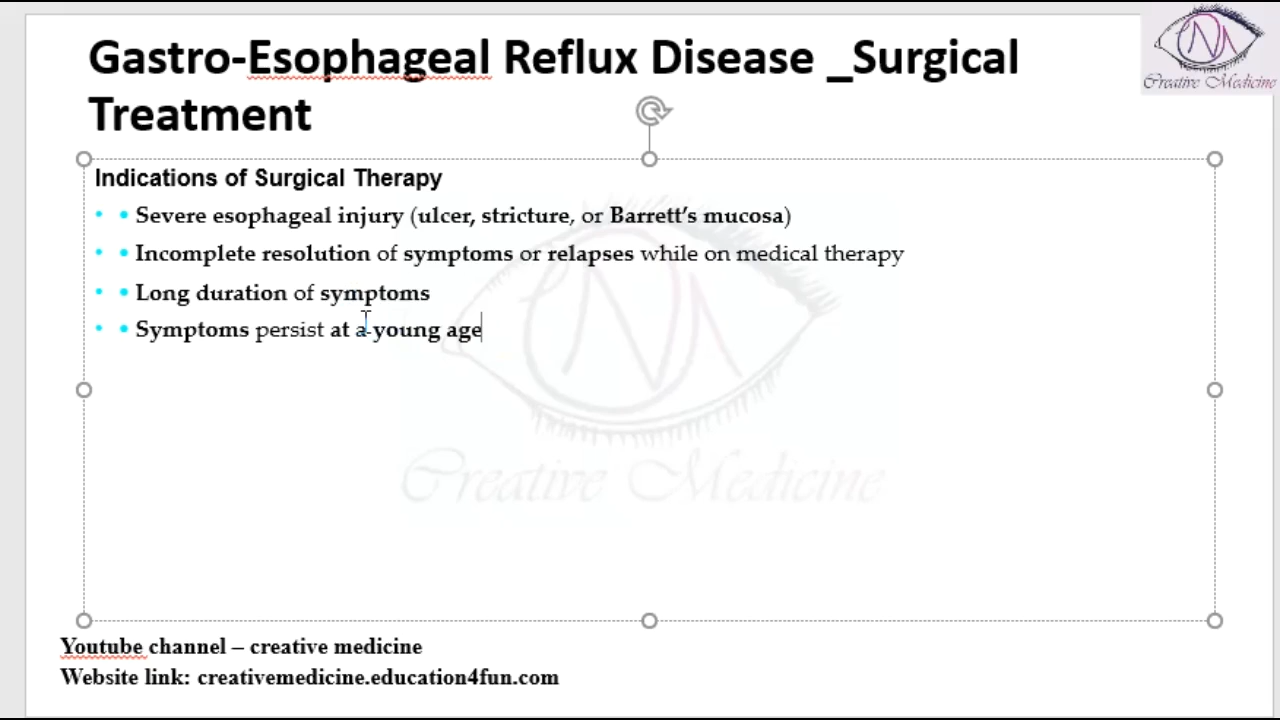 Gastro-Esophageal Reflux Disease _Surgical
Treatment
Creative Medicine
Indications of Surgical Therapy
• • Severe esophageal injury (ulcer, stricture, or Barrett’s mucosa)
• • Incomplete resolution of symptoms or relapses while on medical therapy
• • Long duration of symptoms
• • Symptoms persist at a young age
Creative Medicine
Youtube channel – creative medicine
Website link: creativemedicine.education4fun.com